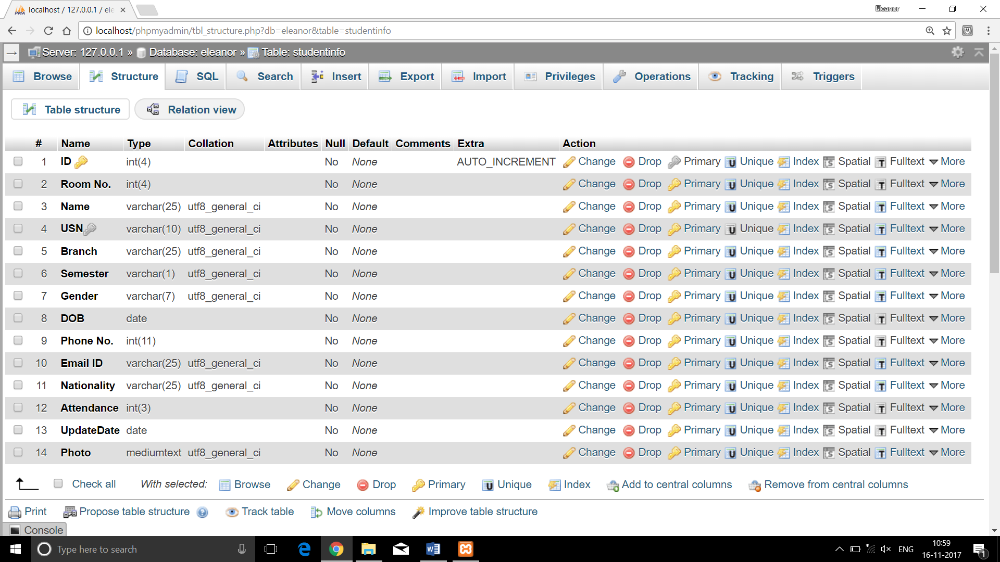 localhost / 127.0.0.1 / ele
Eleanor
localhost/phpmyadmin/tbl_structure.php?db=eleanor&table=studentinfo
Server: 127.0.0.1 » Database: eleanor » Table: studentinfo
Browse Structure SQL Search Insert Export Import Privileges Operations Tracking Triggers
Table structure Relation view
# Name Type Collation Attributes Null Default Comments Extra Action
1 ID int(4) No None AUTO_INCREMENT Change Drop Primary Unique Index Spatial Fulltext More
2 Room No. int(4) No None Change Drop Primary Unique Index Spatial Fulltext More
3 Name varchar(25) utf8_general_ci No None Change Drop Primary Unique Index Spatial Fulltext More
4 USN varchar(10) utf8_general_ci No None Change Drop Primary Unique Index Spatial Fulltext More
5 Branch varchar(25) utf8_general_ci No None Change Drop Primary Unique Index Spatial Fulltext More
6 Semester varchar(1) utf8_general_ci No None Change Drop Primary Unique Index Spatial Fulltext More
7 Gender varchar(7) utf8_general_ci No None Change Drop Primary Unique Index Spatial Fulltext More
8 DOB date No None Change Drop Primary Unique Index Spatial Fulltext More
9 Phone No. int(11) No None Change Drop Primary Unique Index Spatial Fulltext More
10 Email ID varchar(25) utf8_general_ci No None Change Drop Primary Unique Index Spatial Fulltext More
11 Nationality varchar(25) utf8_general_ci No None Change Drop Primary Unique Index Spatial Fulltext More
12 Attendance int(3) No None Change Drop Primary Unique Index Spatial Fulltext More
13 UpdateDate date No None Change Drop Primary Unique Index Spatial Fulltext More
14 Photo mediumtext utf8_general_ci No None Change Drop Primary Unique Index Spatial Fulltext More
Check all With selected: Browse Change Drop Primary Unique Index Add to central columns Remove from central columns
Print Propose table structure Track table Move columns Improve table structure
Console
Type here to search
ENG
10:59
16-11-2017
1